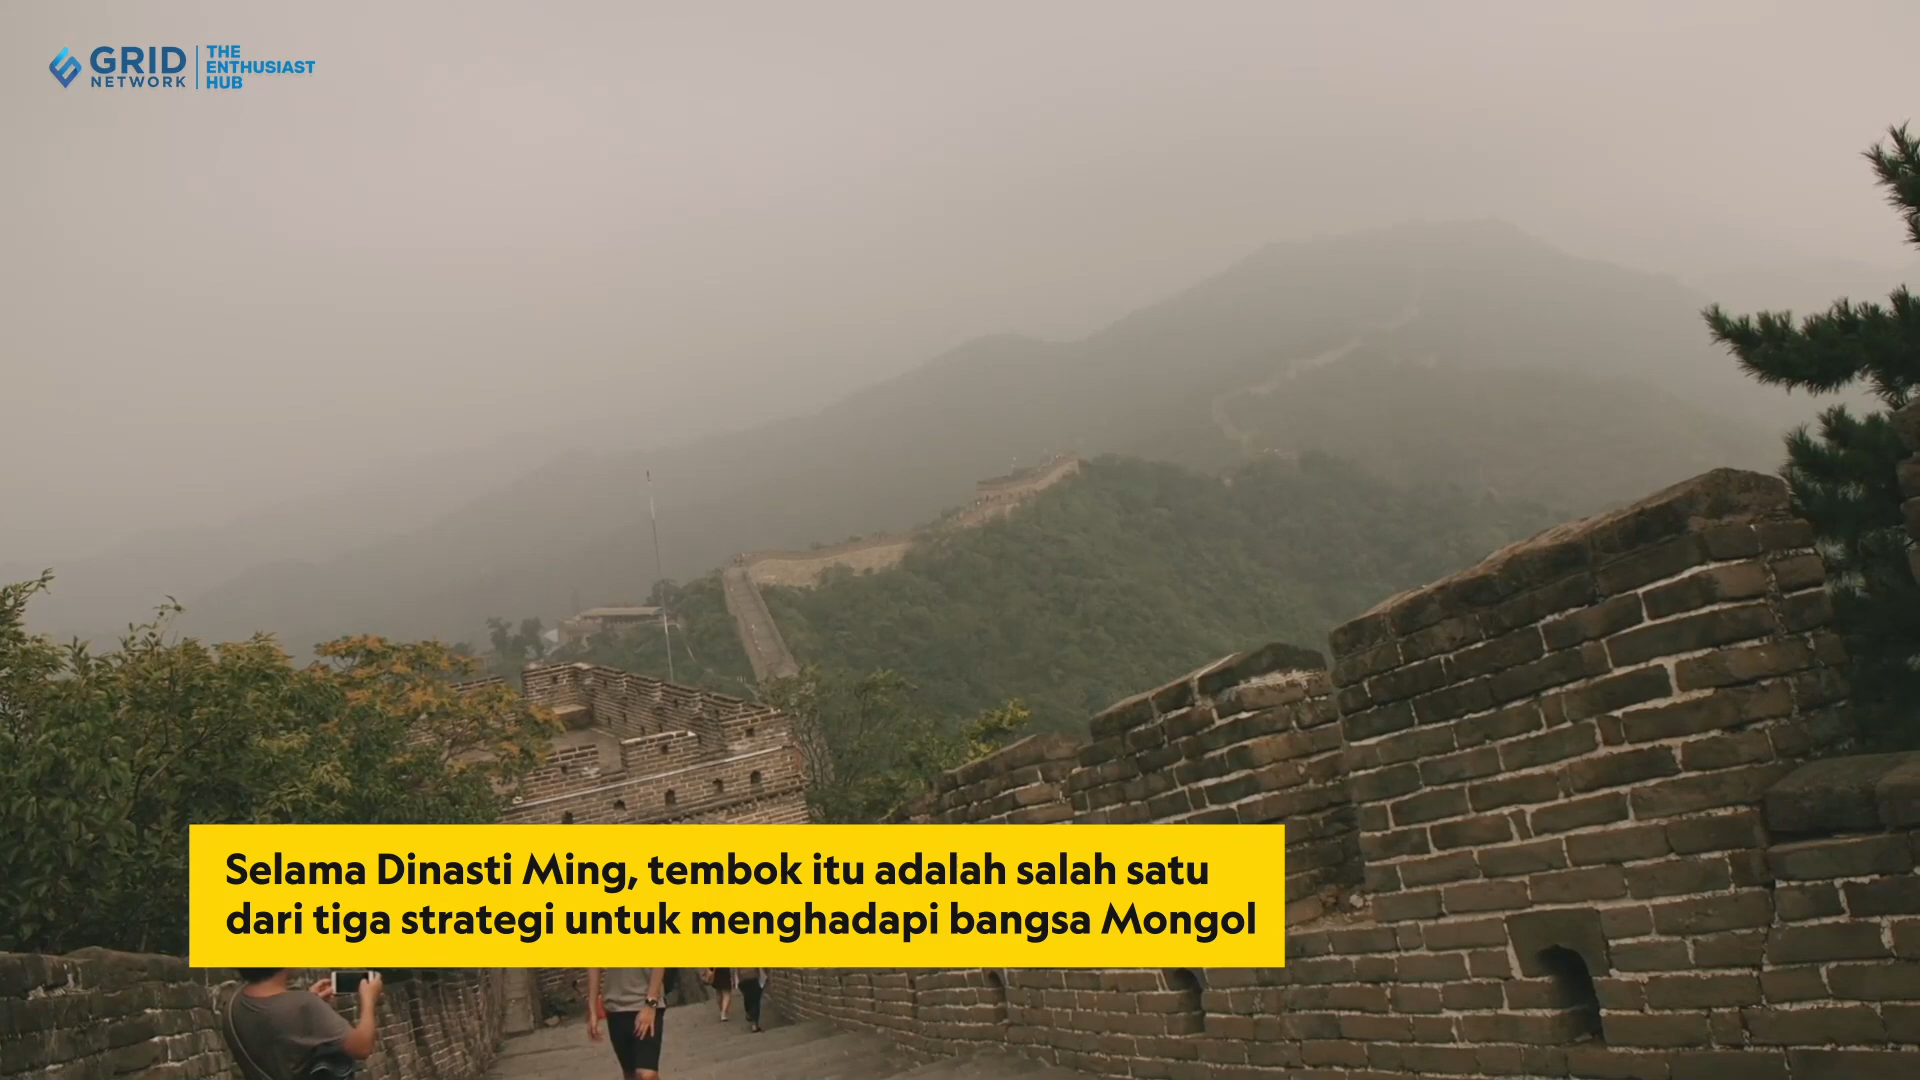 GRID
NETWORK
THE
ENTHUSIAST
HUB
Selama Dinasti Ming, tembok itu adalah salah satu
dari tiga strategi untuk menghadapi bangsa Mongol